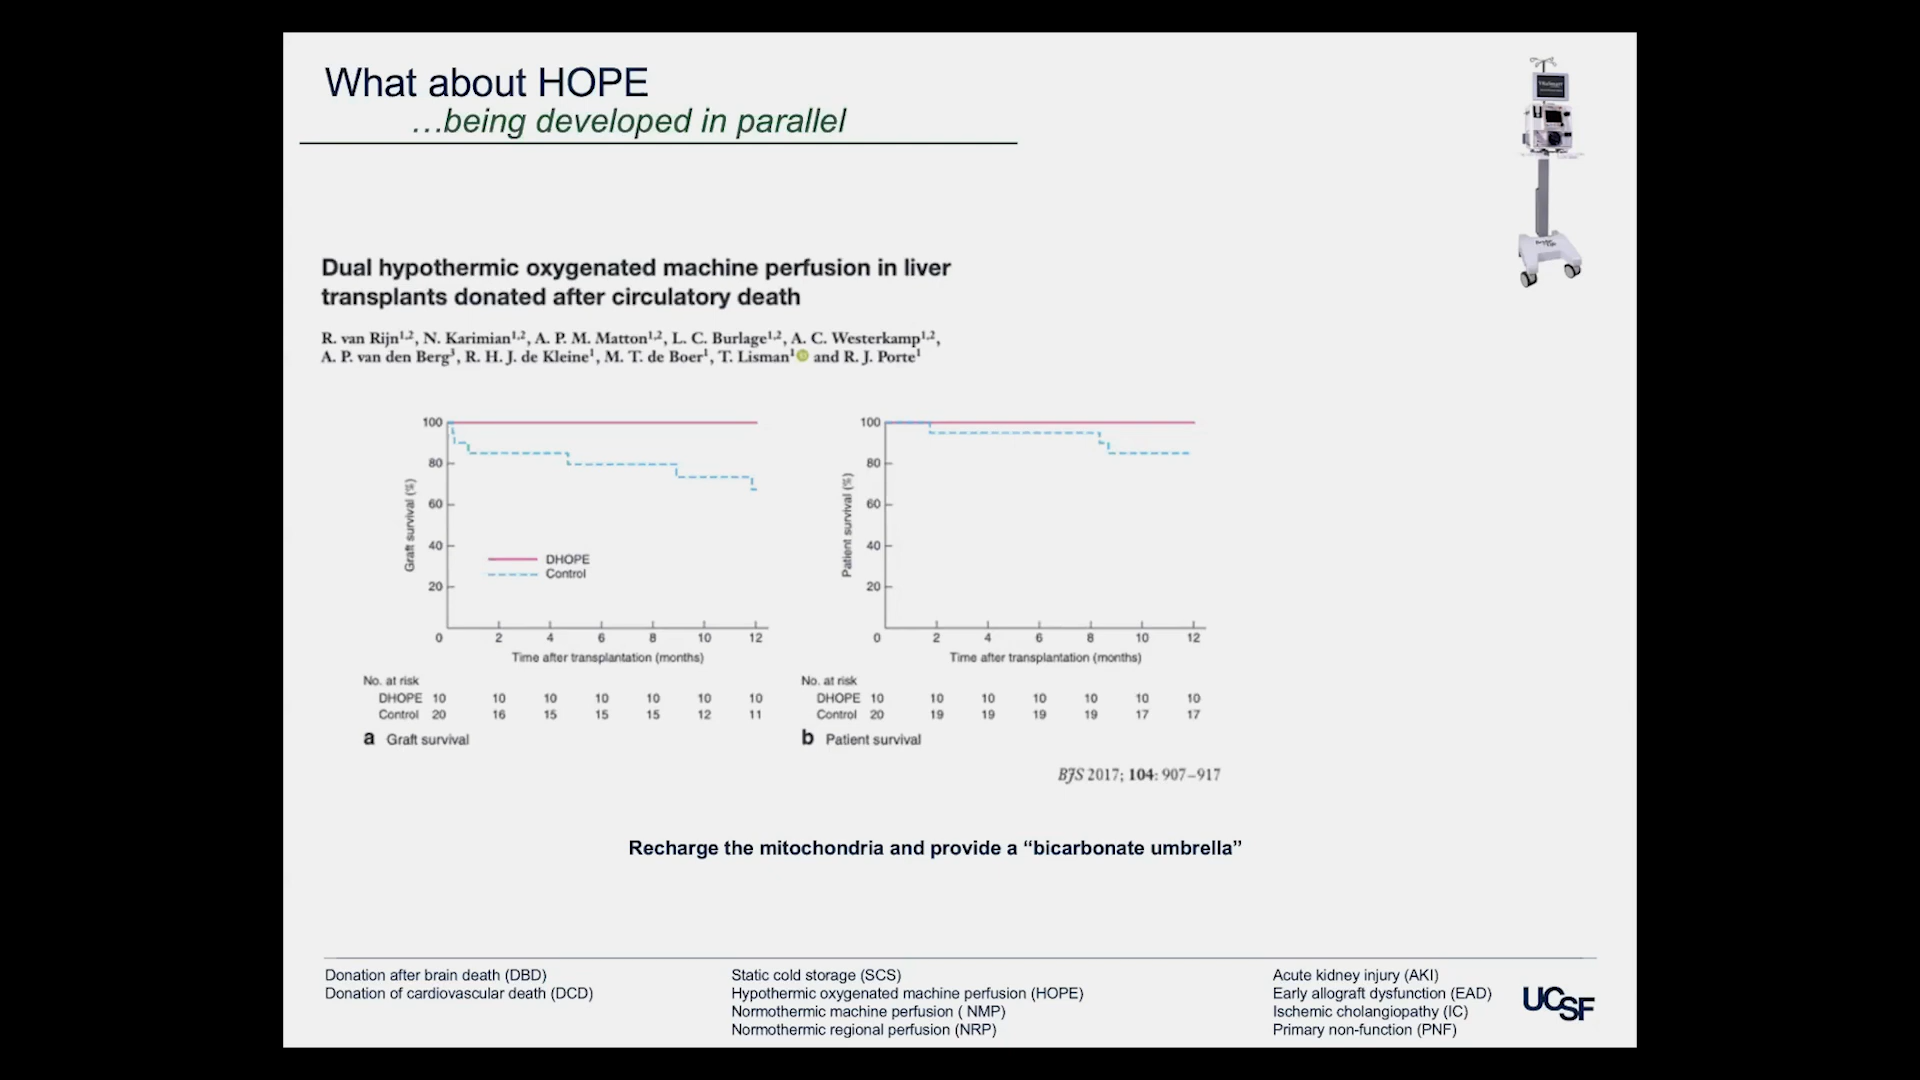 What about HOPE
…being developed in parallel
Dual hypothermic oxygenated machine perfusion in liver
transplants donated after circulatory death
R. van Rijn1,2, N. Karimian1,2, A. P. M. Matton1,2, L. C. Burlage1,2, A. C. Westerkamp1,2,
A. P. van den Berg3, R. H. J. de Kleine1, M. T. de Boer1, T. Lisman1 and R. J. Porte1
100
80
60
40
20
0 2 4 6 8 10 12
Graft survival (%)
DHOPE
Control
Time after transplantation (months)
No. at risk
DHOPE 10 10 10 10 10 10 10
Control 20 16 15 15 15 12 11
a Graft survival
100
80
60
40
20
0 2 4 6 8 10 12
Patient survival (%)
Time after transplantation (months)
No. at risk
DHOPE 10 10 10 10 10 10 10
Control 20 19 19 19 19 17 17
b Patient survival
BJS 2017; 104: 907–917
Recharge the mitochondria and provide a “bicarbonate umbrella”
Donation after brain death (DBD)
Donation of cardiovascular death (DCD)
Static cold storage (SCS)
Hypothermic oxygenated machine perfusion (HOPE)
Normothermic machine perfusion ( NMP)
Normothermic regional perfusion (NRP)
Acute kidney injury (AKI)
Early allograft dysfunction (EAD)
Ischemic cholangiopathy (IC)
Primary non-function (PNF)
UCSF